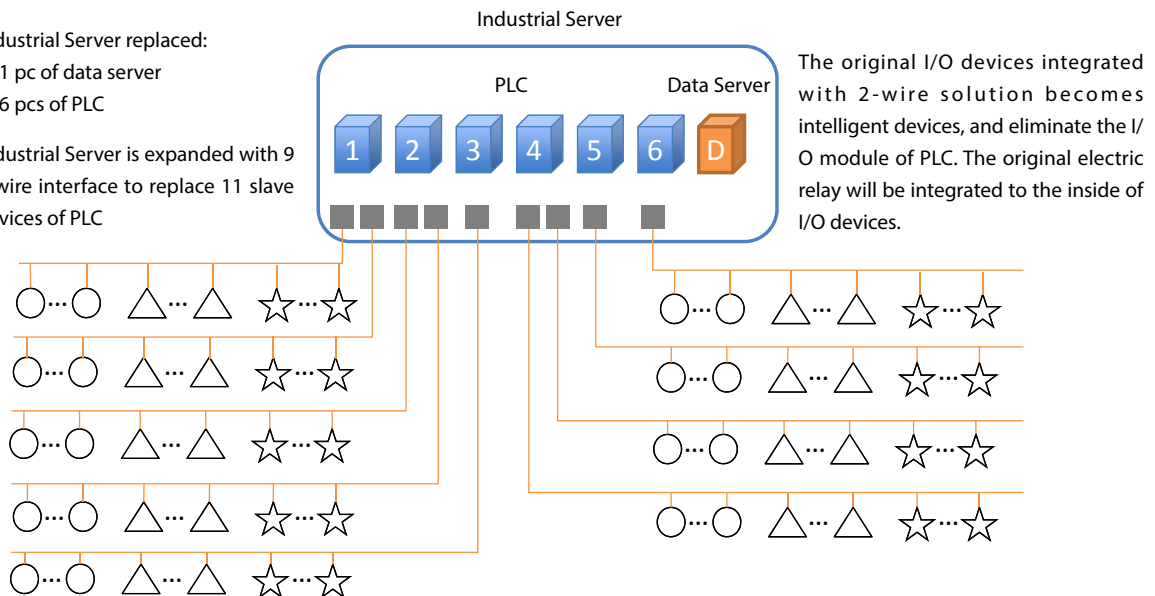 Industrial Server
dustrial Server replaced:
1 pc of data server
6 pcs of PLC
dustrial Server is expanded with 9
wire interface to replace 11 slave
vices of PLC
PLC
Data Server
1 2 3 4 5 6 D
The original I/O devices integrated
with 2-wire solution becomes
intelligent devices, and eliminate the I/
O module of PLC. The original electric
relay will be integrated to the inside of
I/O devices.